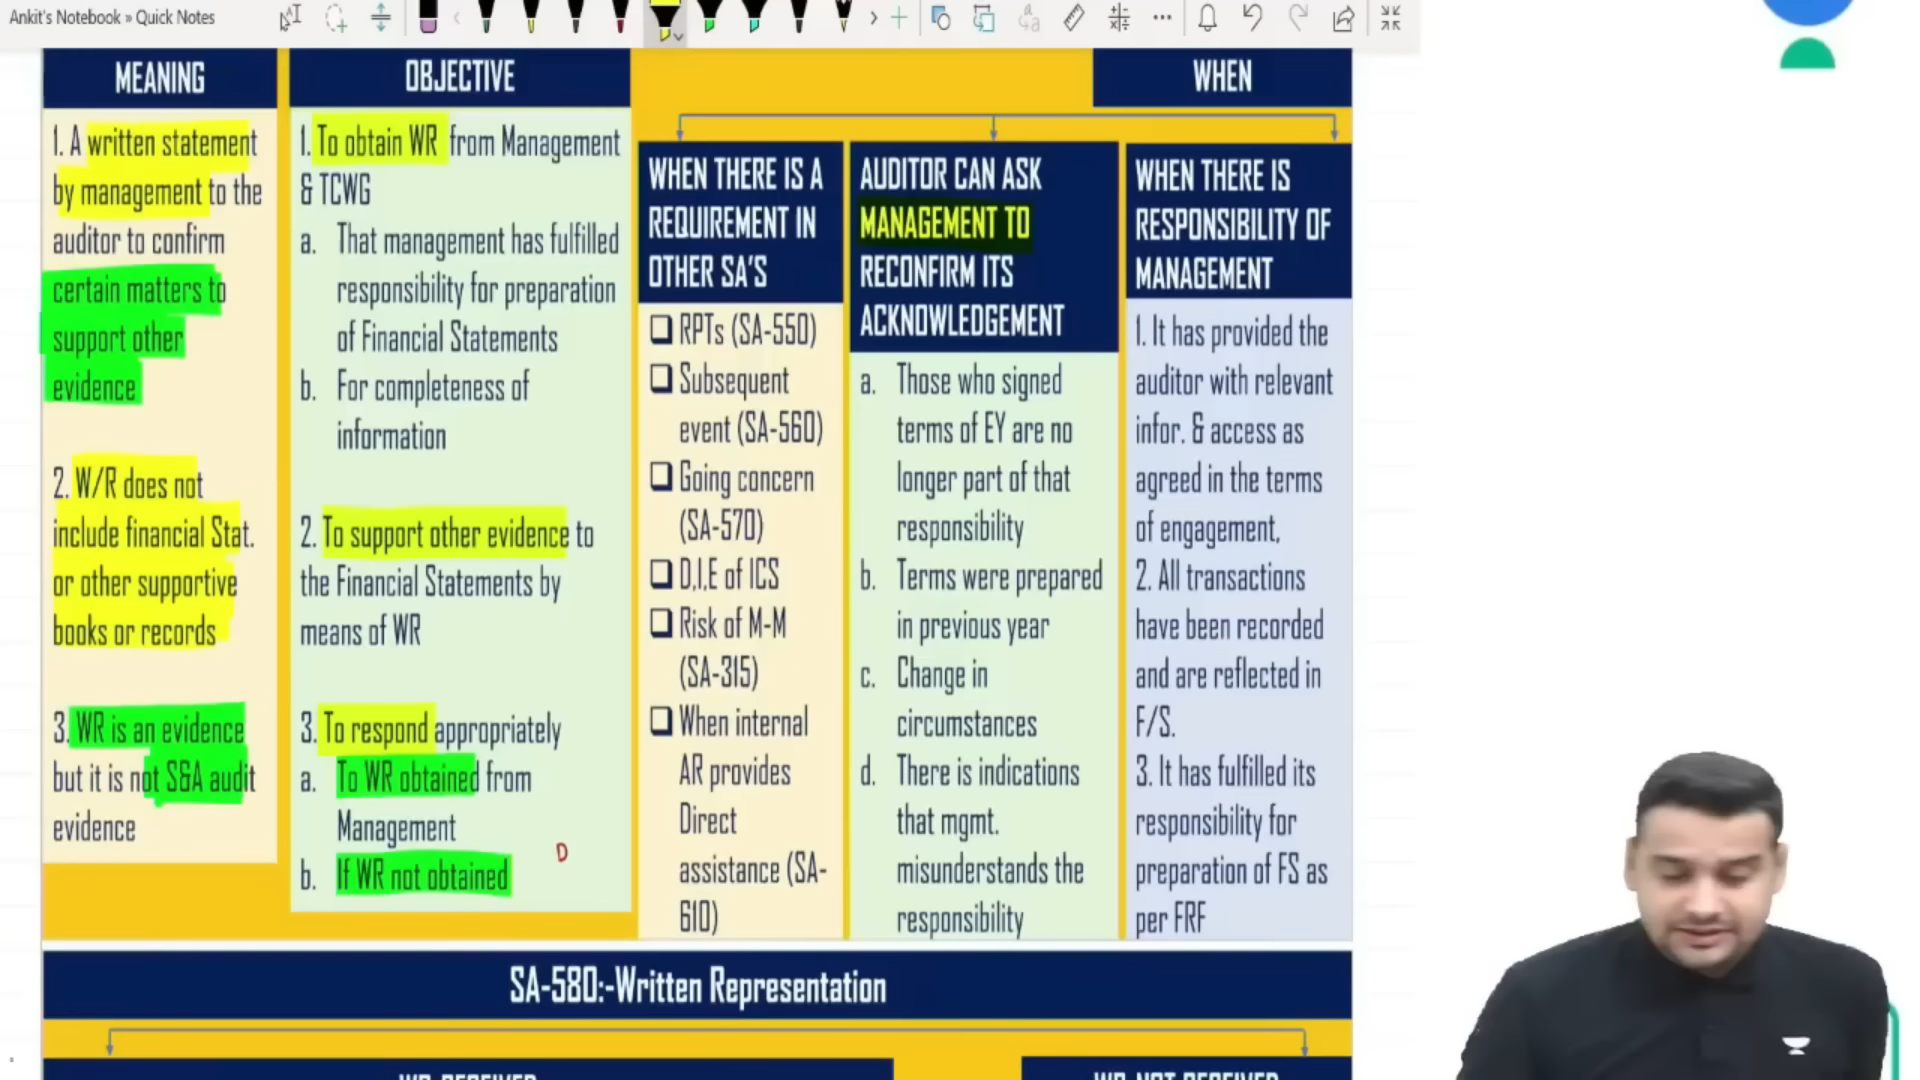 Ankit's Notebook » Quick Notes
MEANING
1. A written statement
by management to the
auditor to confirm
certain matters to
support other
evidence
2. W/R does not
include financial Stat.
or other supportive
books or records
3. WR is an evidence
but it is not S&A audit
evidence
OBJECTIVE
1. To obtain WR from Management
& TCWG
a. That management has fulfilled
responsibility for preparation
of Financial Statements
b. For completeness of
information
2. To support other evidence to
the Financial Statements by
means of WR
3. To respond appropriately
a. To WR obtained from
Management
b. If WR not obtained
D
WHEN
WHEN THERE IS A
REQUIREMENT IN
OTHER SA'S
RPTs (SA-550)
Subsequent
event (SA-560)
Going concern
(SA-570)
D,I,E of ICS
Risk of M-M
(SA-315)
When internal
AR provides
Direct
assistance (SA-
610)
AUDITOR CAN ASK
MANAGEMENT TO
RECONFIRM ITS
ACKNOWLEDGEMENT
a. Those who signed
terms of EY are no
longer part of that
responsibility
b. Terms were prepared
in previous year
c. Change in
circumstances
d. There is indications
that mgmt.
misunderstands the
responsibility
WHEN THERE IS
RESPONSIBILITY OF
MANAGEMENT
1. It has provided the
auditor with relevant
infor. & access as
agreed in the terms
of engagement,
2. All transactions
have been recorded
and are reflected in
F/S.
3. It has fulfilled its
responsibility for
preparation of FS as
per FRF
SA-580:-Written Representation
WR RECEIVED
WR NOT RECEIVED